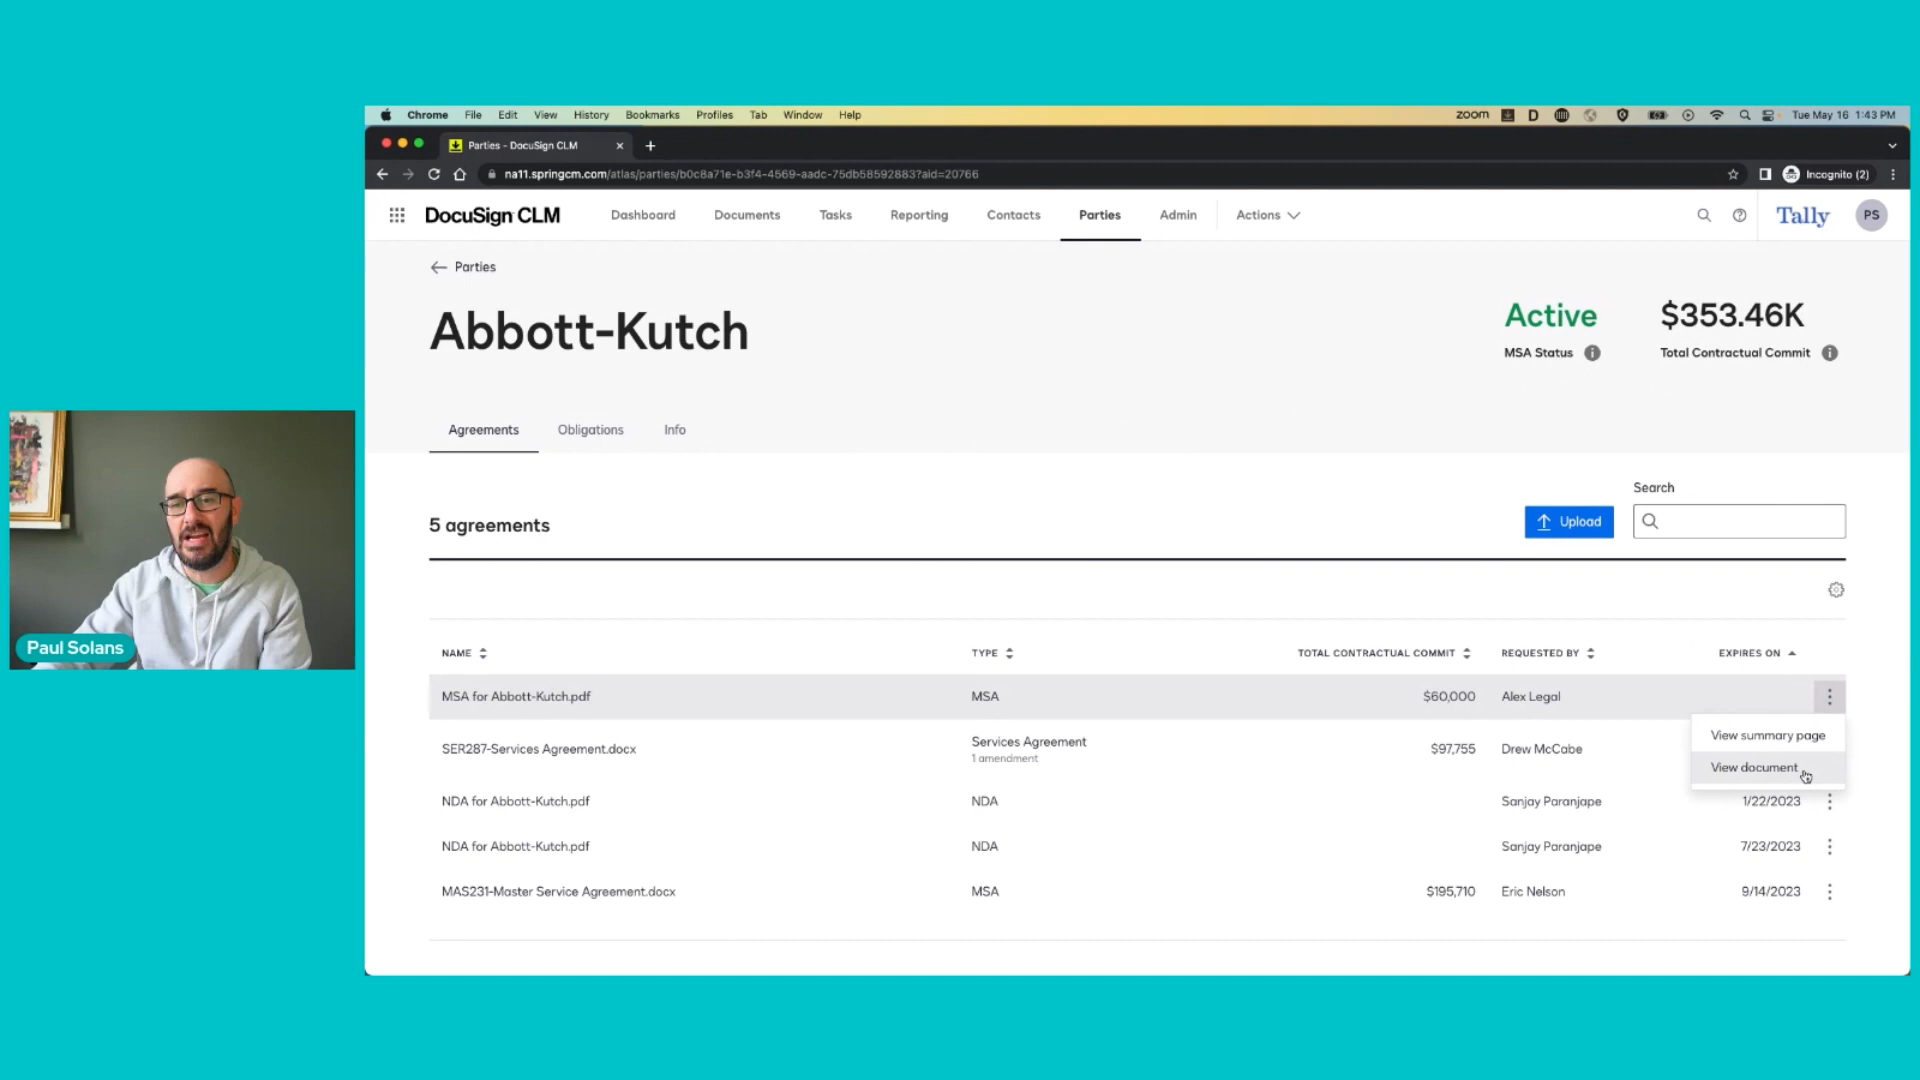 Chrome File Edit View History Bookmarks Profiles Tab Window Help zoom D Tue May 16 1:43 PM
Parties - DocuSign CLM
na11.springcm.com/atlas/parties/b0c8a71e-b3f4-4569-aadc-75db58592883?aid=20766 Incognito (2)
DocuSign CLM Dashboard Documents Tasks Reporting Contacts Parties Admin Actions Tally PS
Parties
Abbott-Kutch
Active $353.46K
MSA Status Total Contractual Commit
Agreements Obligations Info
Search
5 agreements Upload
NAME TYPE TOTAL CONTRACTUAL COMMIT REQUESTED BY EXPIRES ON
MSA for Abbott-Kutch.pdf MSA $60,000 Alex Legal
View summary page
SER287-Services Agreement.docx Services Agreement $97,755 Drew McCabe
1 amendment
View document
NDA for Abbott-Kutch.pdf NDA Sanjay Paranjape 1/22/2023
NDA for Abbott-Kutch.pdf NDA Sanjay Paranjape 7/23/2023
MAS231-Master Service Agreement.docx MSA $195,710 Eric Nelson 9/14/2023
Paul Solans